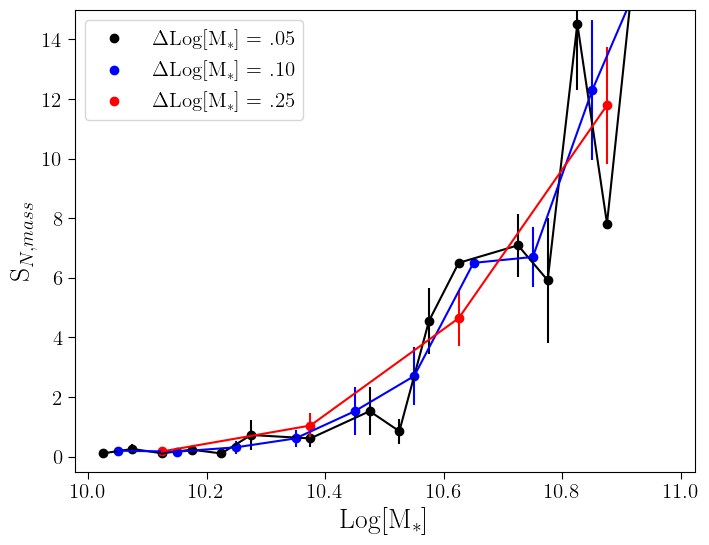 ΔLog[M*] = .05
ΔLog[M*] = .10
ΔLog[M*] = .25
14
12
10
8
6
4
2
0
S_{N,mass}
10.0 10.2 10.4 10.6 10.8 11.0
Log[M*]